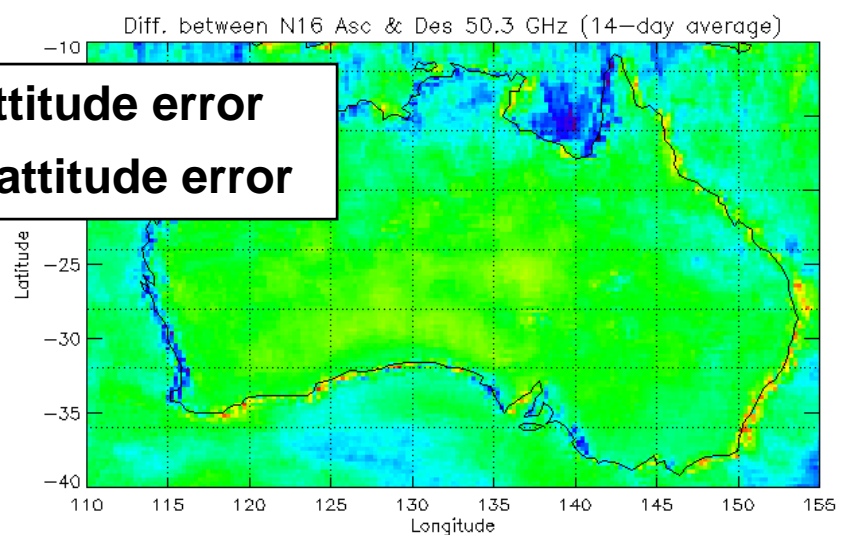 Diff. between N16 Asc & Des 50.3 GHz (14-day average)
attitude error
attitude error
Latitude
-10
-25
-30
-35
-40
110 115 120 125 130 135 140 145 150 155
Longitude